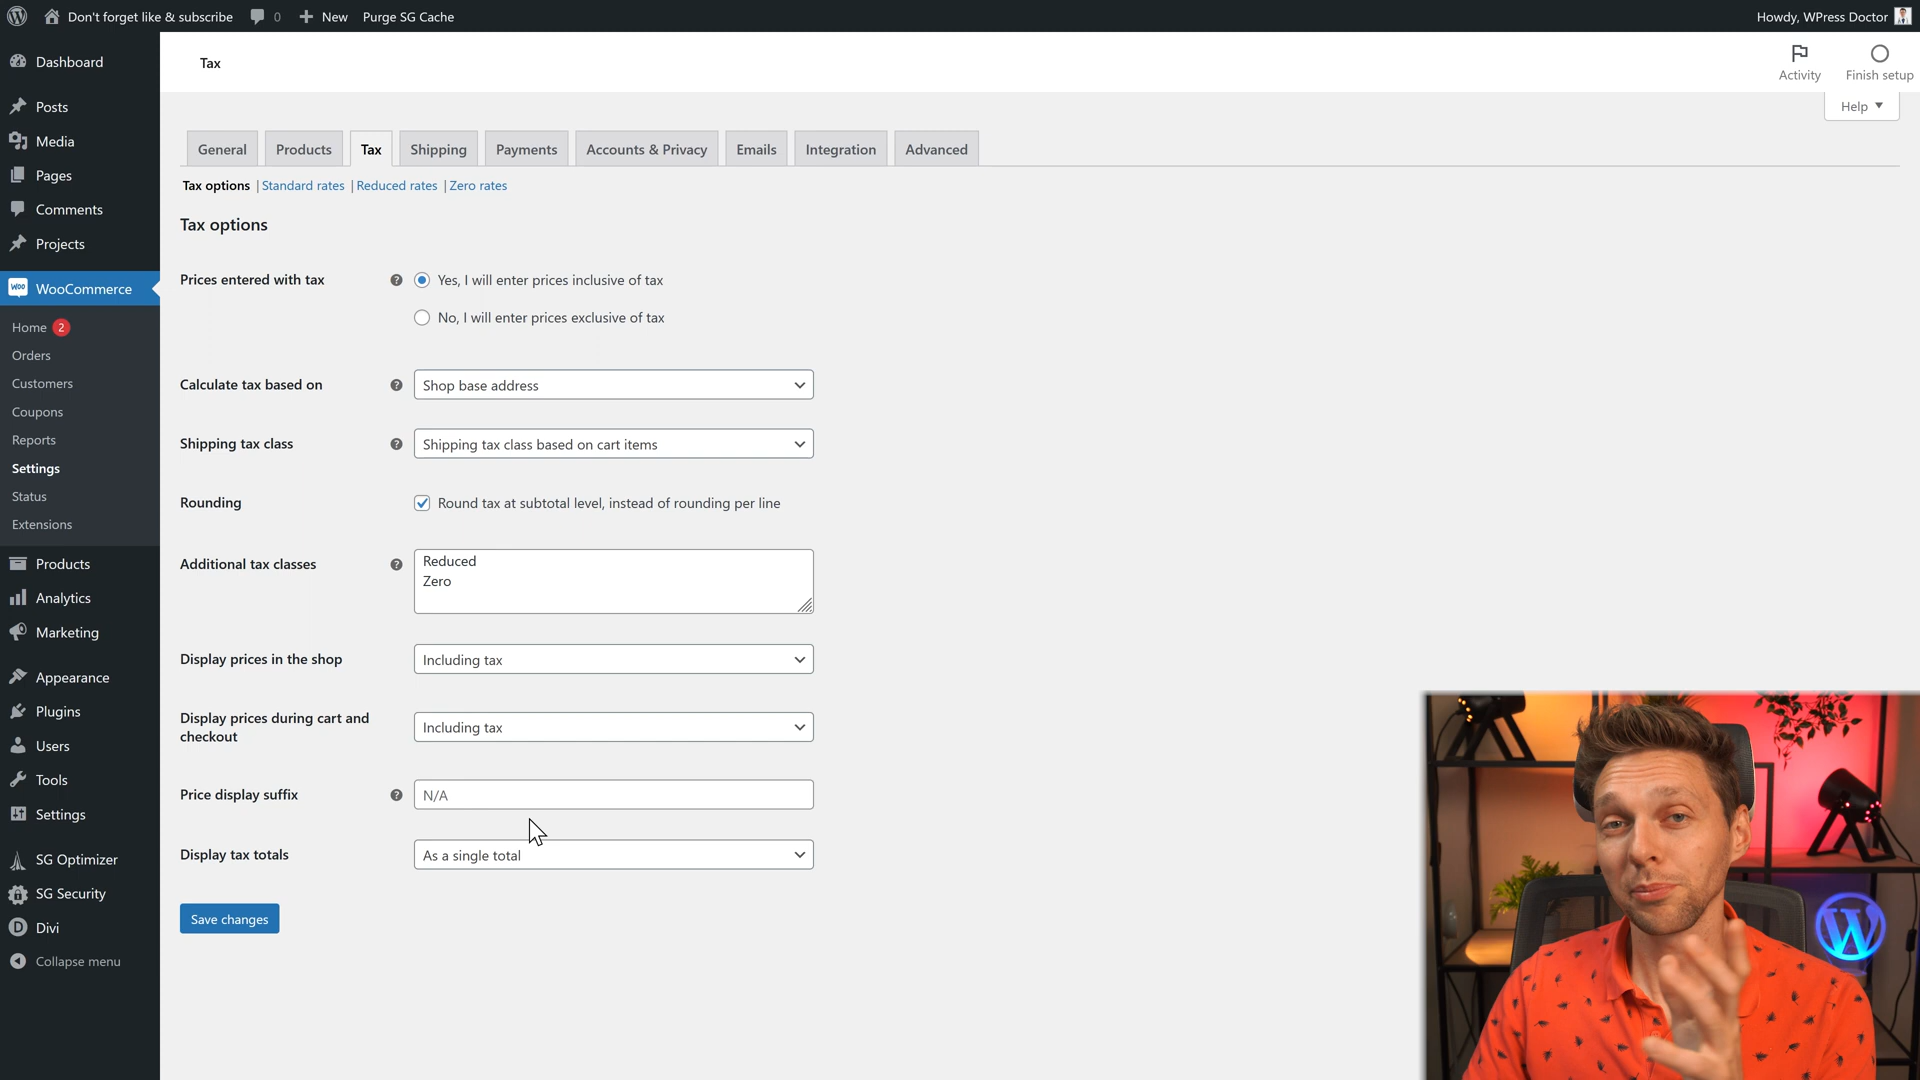 Don't forget like & subscribe 0 New Purge SG Cache Howdy, WPress Doctor
Dashboard
Posts
Media
Pages
Comments
Projects
WooCommerce
Home 2
Orders
Customers
Coupons
Reports
Settings
Status
Extensions
Products
Analytics
Marketing
Appearance
Plugins
Users
Tools
Settings
SG Optimizer
SG Security
Divi
Collapse menu
Tax
Activity
Finish setup
Help
General Products Tax Shipping Payments Accounts & Privacy Emails Integration Advanced
Tax options | Standard rates | Reduced rates | Zero rates
Tax options
Prices entered with tax Yes, I will enter prices inclusive of tax
No, I will enter prices exclusive of tax
Calculate tax based on Shop base address
Shipping tax class Shipping tax class based on cart items
Rounding Round tax at subtotal level, instead of rounding per line
Additional tax classes Reduced
Zero
Display prices in the shop Including tax
Display prices during cart and
checkout Including tax
Price display suffix N/A
Display tax totals As a single total
Save changes